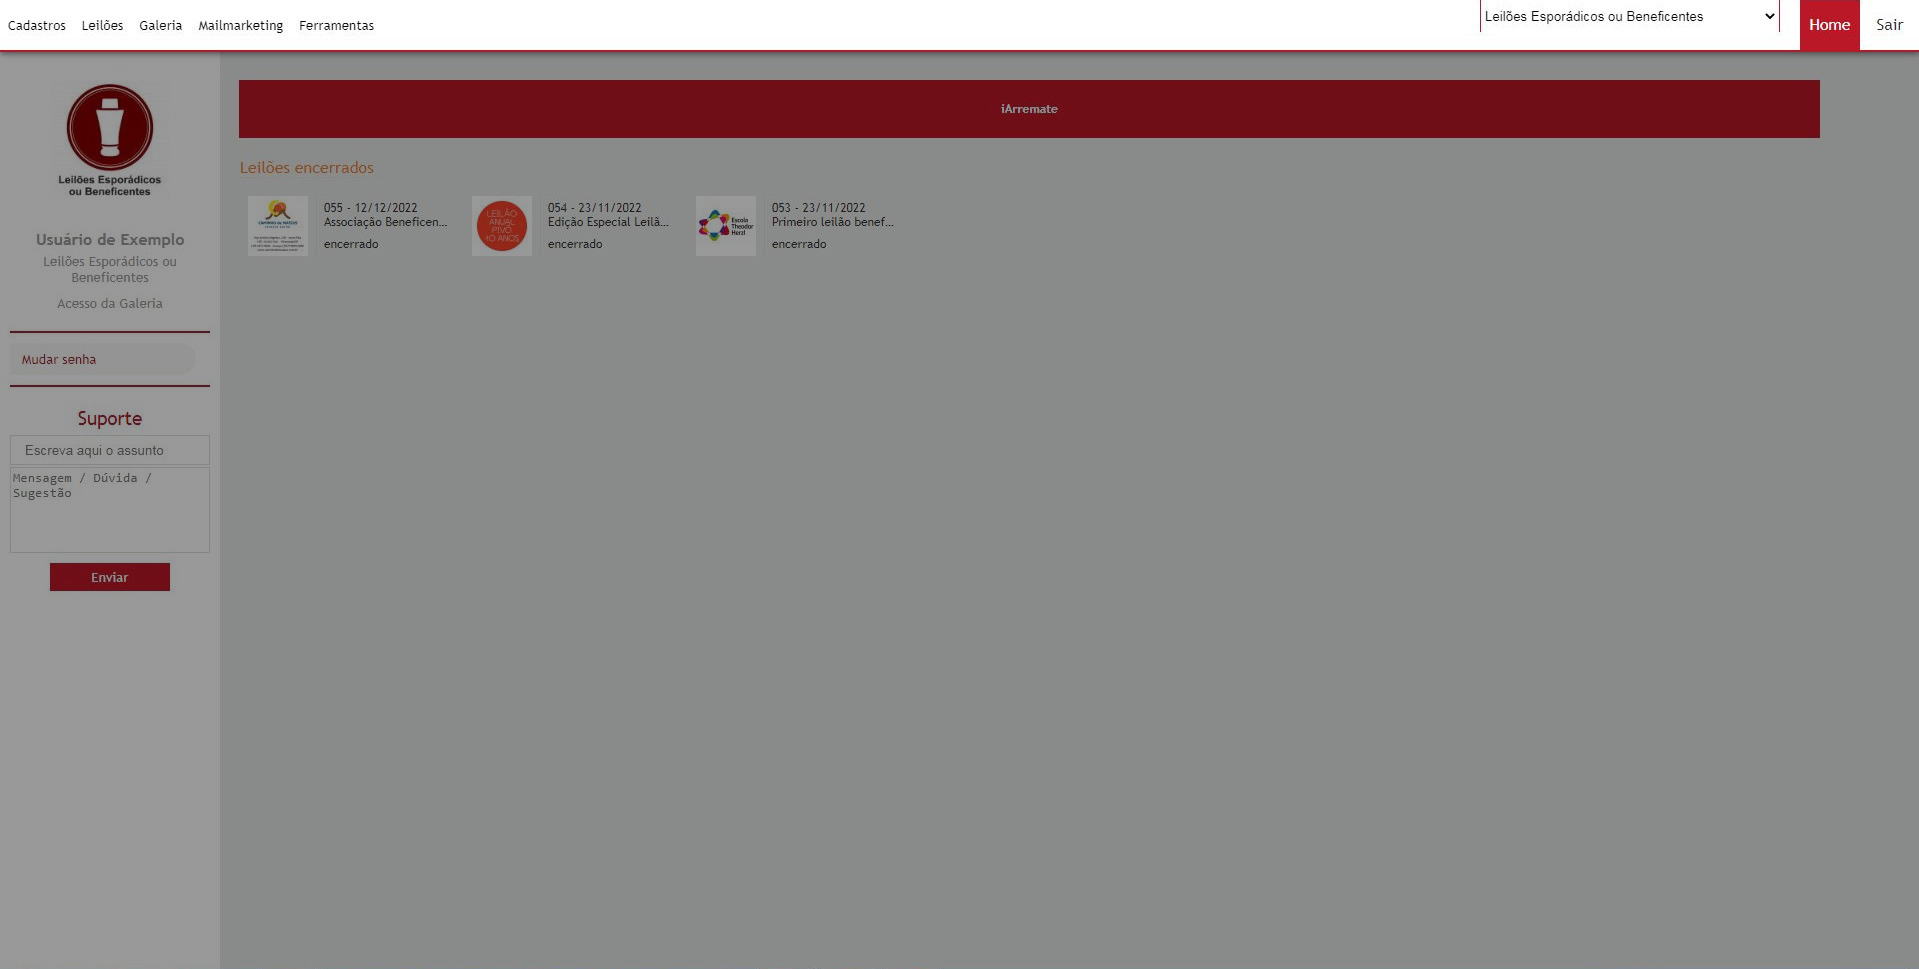 Cadastros Leilões Galeria Mailmarketing Ferramentas
Leilões Esporádicos ou Beneficentes
Home Sair
Leilões Esporádicos
ou Beneficentes
Usuário de Exemplo
Leilões Esporádicos ou
Beneficentes
Acesso da Galeria
Mudar senha
Suporte
Escreva aqui o assunto
Mensagem / Dúvida /
Sugestão
Enviar
iArremate
Leilões encerrados
055 - 12/12/2022
Associação Beneficen...
encerrado
LEILÃO
ANUAL
PIVÔ
10 ANOS
054 - 23/11/2022
Edição Especial Leilã...
encerrado
Escola
Theodor
Herzl
053 - 23/11/2022
Primeiro leilão benef...
encerrado